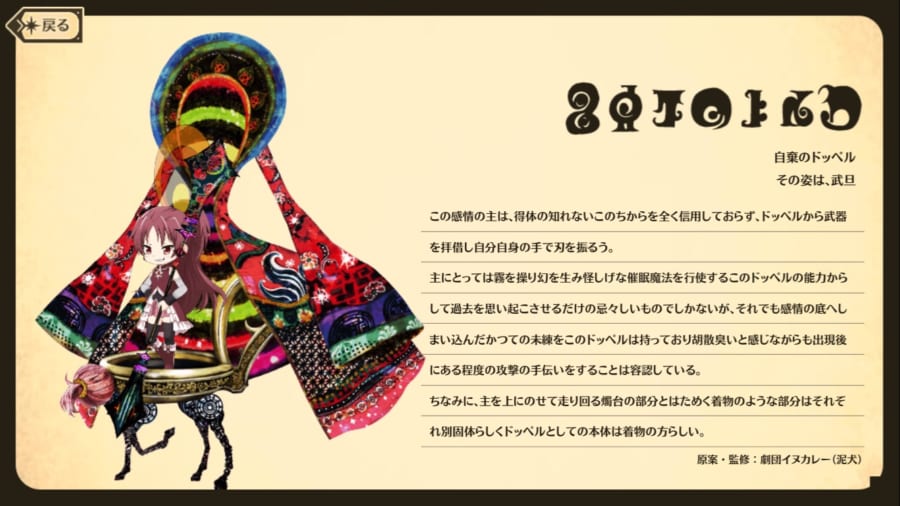 戻る
自棄のドッペル
その姿は、武旦
この感情の主は、得体の知れないこのちからを全く信用しておらず、ドッペルから武器
を拝借し自分自身の手で刃を振るう。
主にとっては霧を操り幻を生み怪しげな催眠魔法を行使するこのドッペルの能力から
して過去を思い起こさせるだけの忌々しいものでしかないが、それでも感情の底へし
まい込んだかつての未練をこのドッペルは持っており胡散臭いと感じながらも出現後
にある程度の攻撃の手伝いをすることは容認している。
ちなみに、主を上にのせて走り回る燭台の部分とはためく着物のような部分はそれぞ
れ別固体らしくドッペルとしての本体は着物の方らしい。
原案・監修：劇団イヌカレー（泥犬）